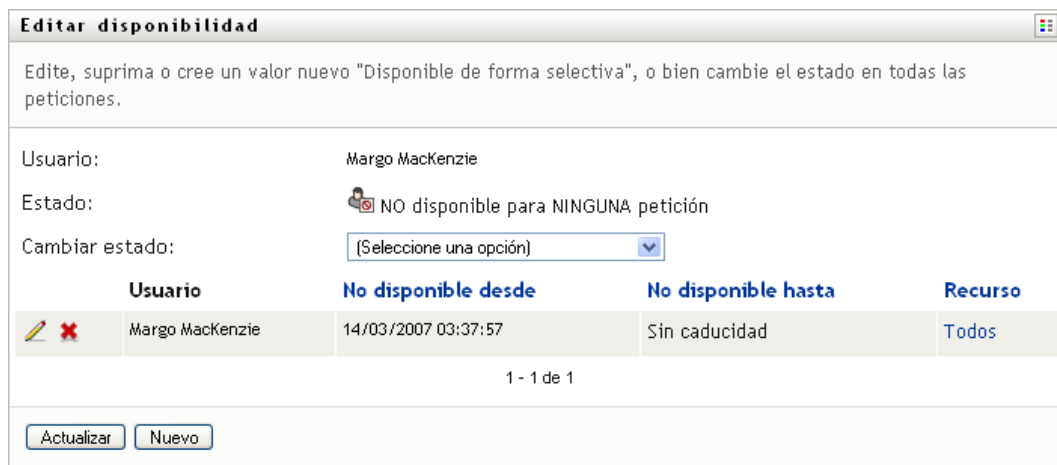 Editar disponibilidad
Edite, suprima o cree un valor nuevo "Disponible de forma selectiva", o bien cambie el estado en todas las
peticiones.
Usuario: Margo MacKenzie
Estado: NO disponible para NINGUNA petición
Cambiar estado: (Seleccione una opción)
Usuario No disponible desde No disponible hasta Recurso
Margo MacKenzie 14/03/2007 03:37:57 Sin caducidad Todos
1 - 1 de 1
Actualizar Nuevo